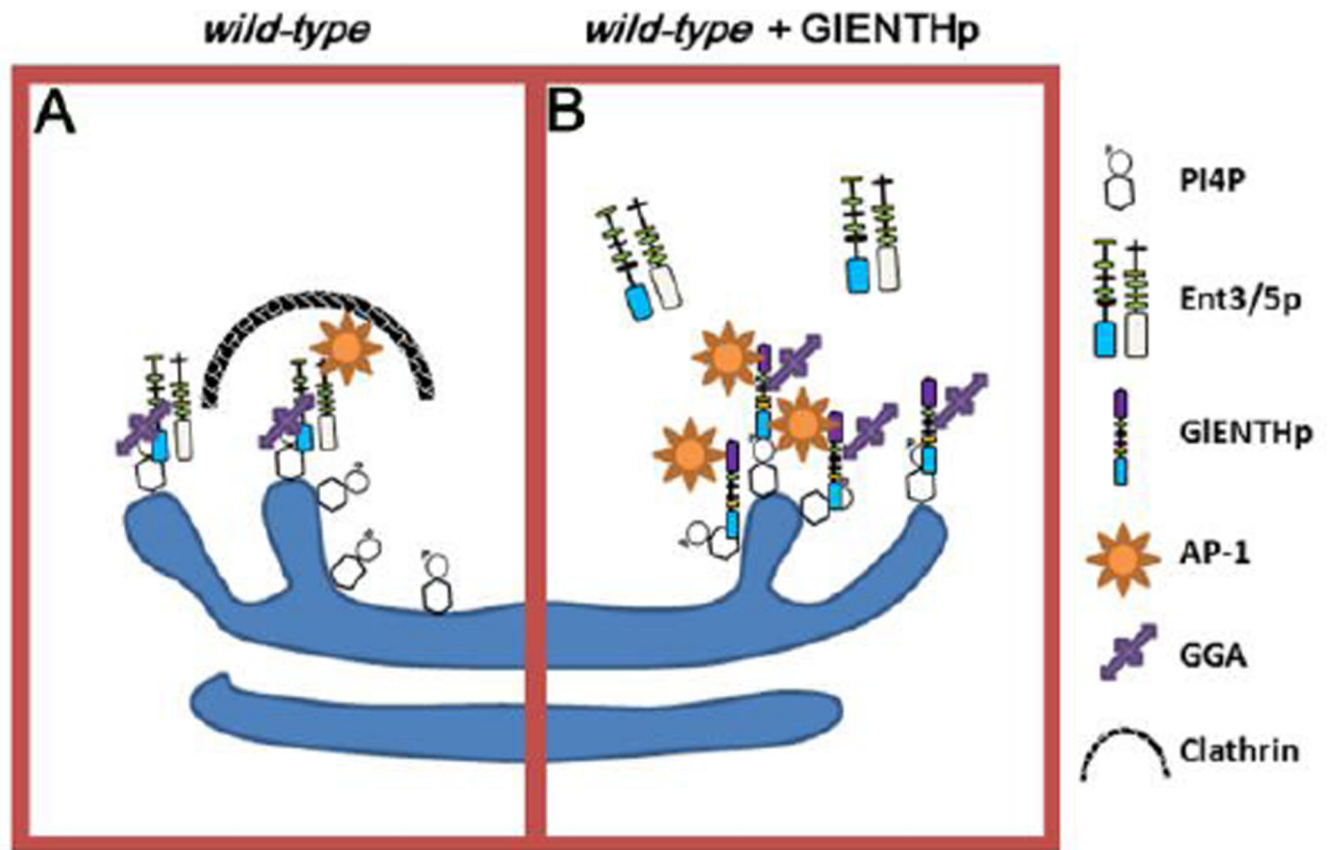 wild-type
wild-type + GlENTHp
A
B
PI4P
Ent3/5p
GlENTHp
AP-1
GGA
Clathrin